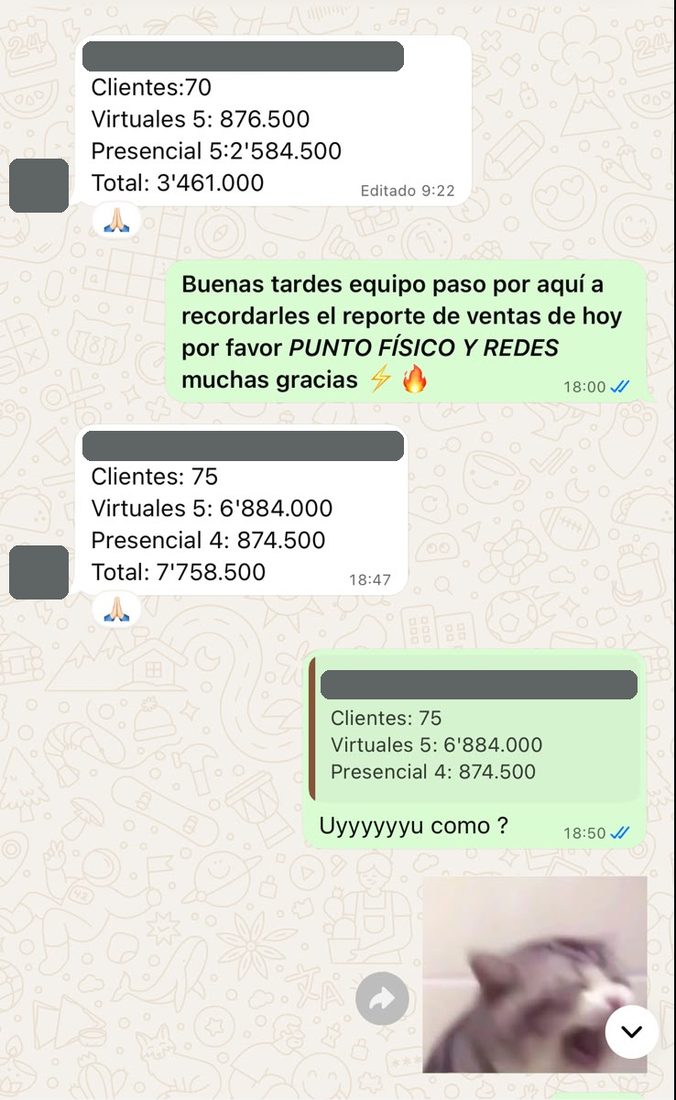 Clientes:70
Virtuales 5: 876.500
Presencial 5:2'584.500
Total: 3'461.000
Editado 9:22
Buenas tardes equipo paso por aquí a
recordarles el reporte de ventas de hoy
por favor PUNTO FÍSICO Y REDES
muchas gracias ⚡🔥
18:00
Clientes: 75
Virtuales 5: 6'884.000
Presencial 4: 874.500
Total: 7'758.500
18:47
Clientes: 75
Virtuales 5: 6'884.000
Presencial 4: 874.500
Uyyyyyyu como ?
18:50